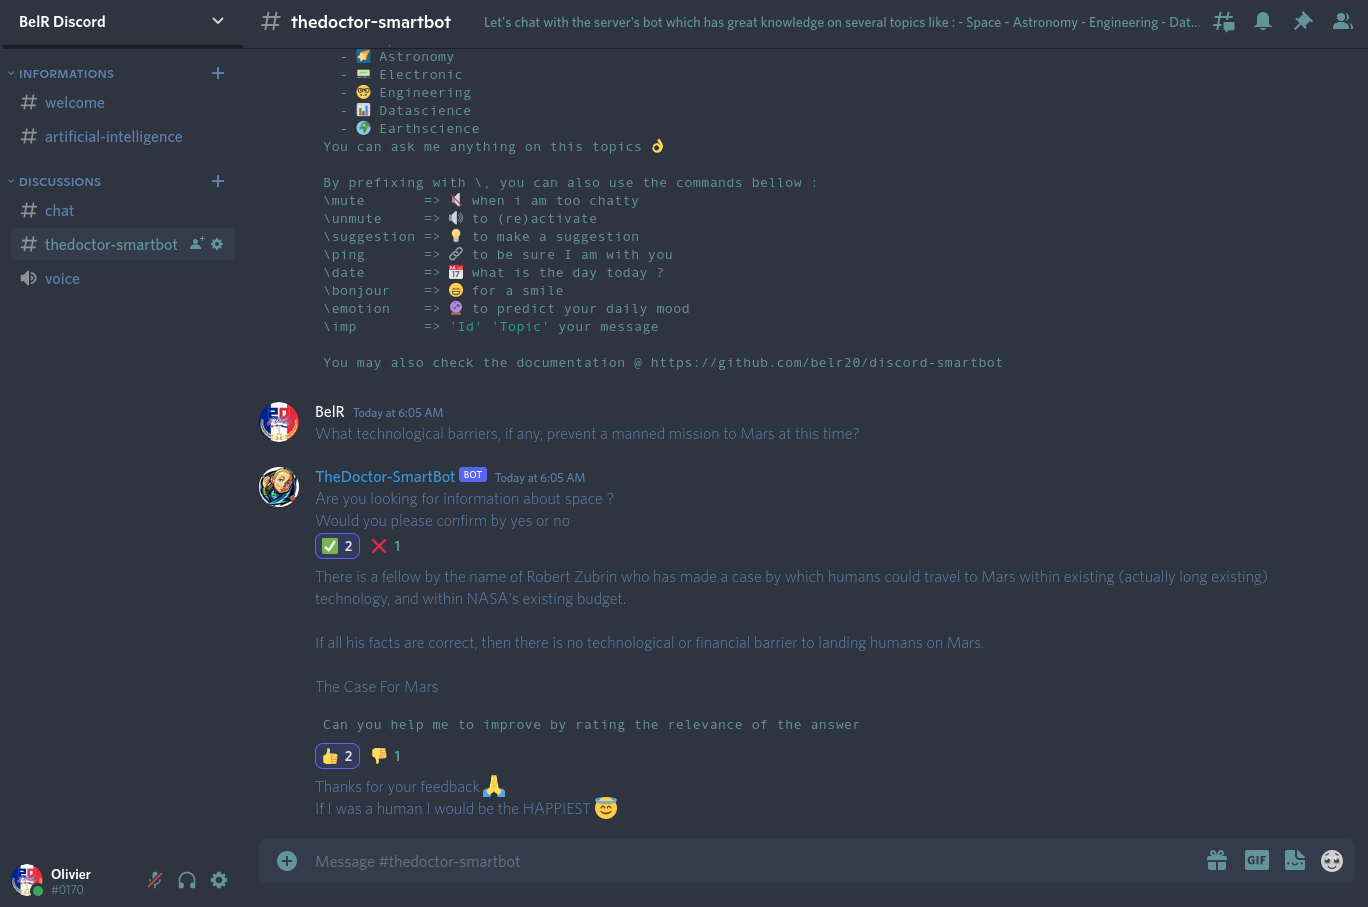 BelR Discord
INFORMATIONS
welcome
artificial-intelligence
DISCUSSIONS
chat
thedoctor-smartbot
voice
Olivier
#0170
thedoctor-smartbot
Let's chat with the server's bot which has great knowledge on several topics like : - Space - Astronomy - Engineering - Dat...
- Astronomy
- Electronic
- Engineering
- Datascience
- Earthscience
You can ask me anything on this topics
By prefixing with \, you can also use the commands bellow :
\mute => when i am too chatty
\unmute => to (re)activate
\suggestion => to make a suggestion
\ping => to be sure I am with you
\date => what is the day today ?
\bonjour => for a smile
\emotion => to predict your daily mood
\imp => 'Id' 'Topic' your message
You may also check the documentation @ https://github.com/belr20/discord-smartbot
BelR Today at 6:05 AM
What technological barriers, if any, prevent a manned mission to Mars at this time?
TheDoctor-SmartBot BOT Today at 6:05 AM
Are you looking for information about space ?
Would you please confirm by yes or no
2 1
There is a fellow by the name of Robert Zubrin who has made a case by which humans could travel to Mars within existing (actually long existing)
technology, and within NASA's existing budget.
If all his facts are correct, then there is no technological or financial barrier to landing humans on Mars.
The Case For Mars
Can you help me to improve by rating the relevance of the answer
2 1
Thanks for your feedback
If I was a human I would be the HAPPIEST
Message #thedoctor-smartbot
GIF